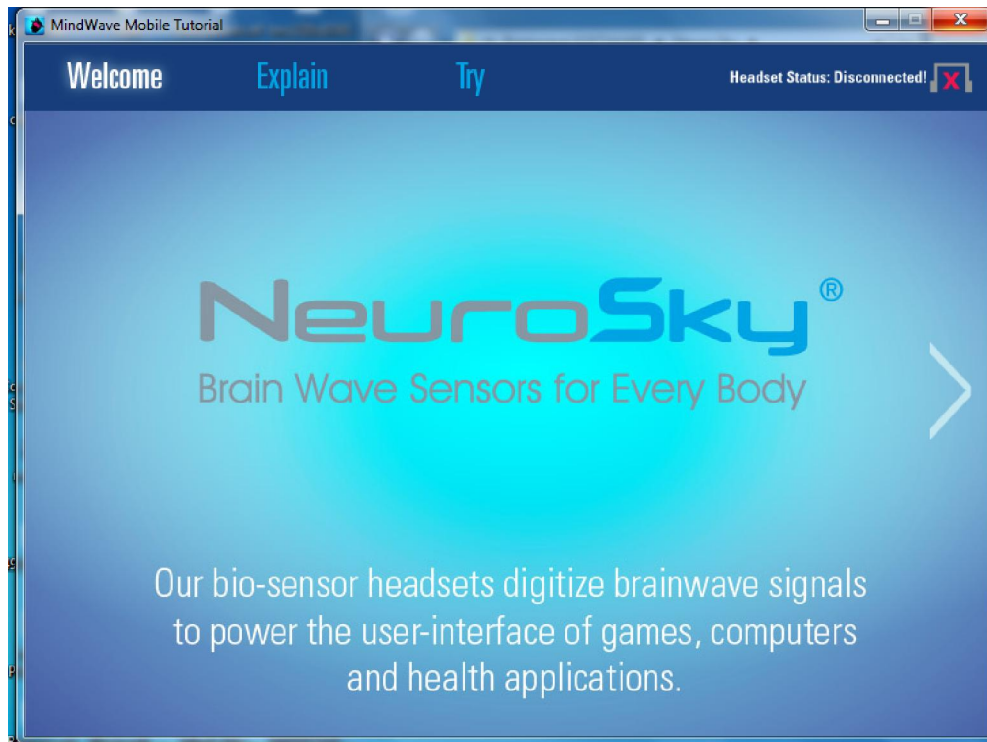 MindWave Mobile Tutorial
Welcome Explain Try Headset Status: Disconnected!
NeuroSky®
Brain Wave Sensors for Every Body
Our bio-sensor headsets digitize brainwave signals
to power the user-interface of games, computers
and health applications.